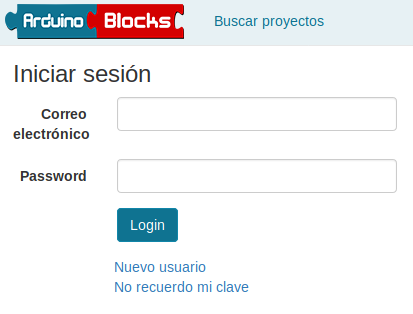 Arduino Blocks Buscar proyectos
Iniciar sesión
Correo
electrónico
Password
Login
Nuevo usuario
No recuerdo mi clave